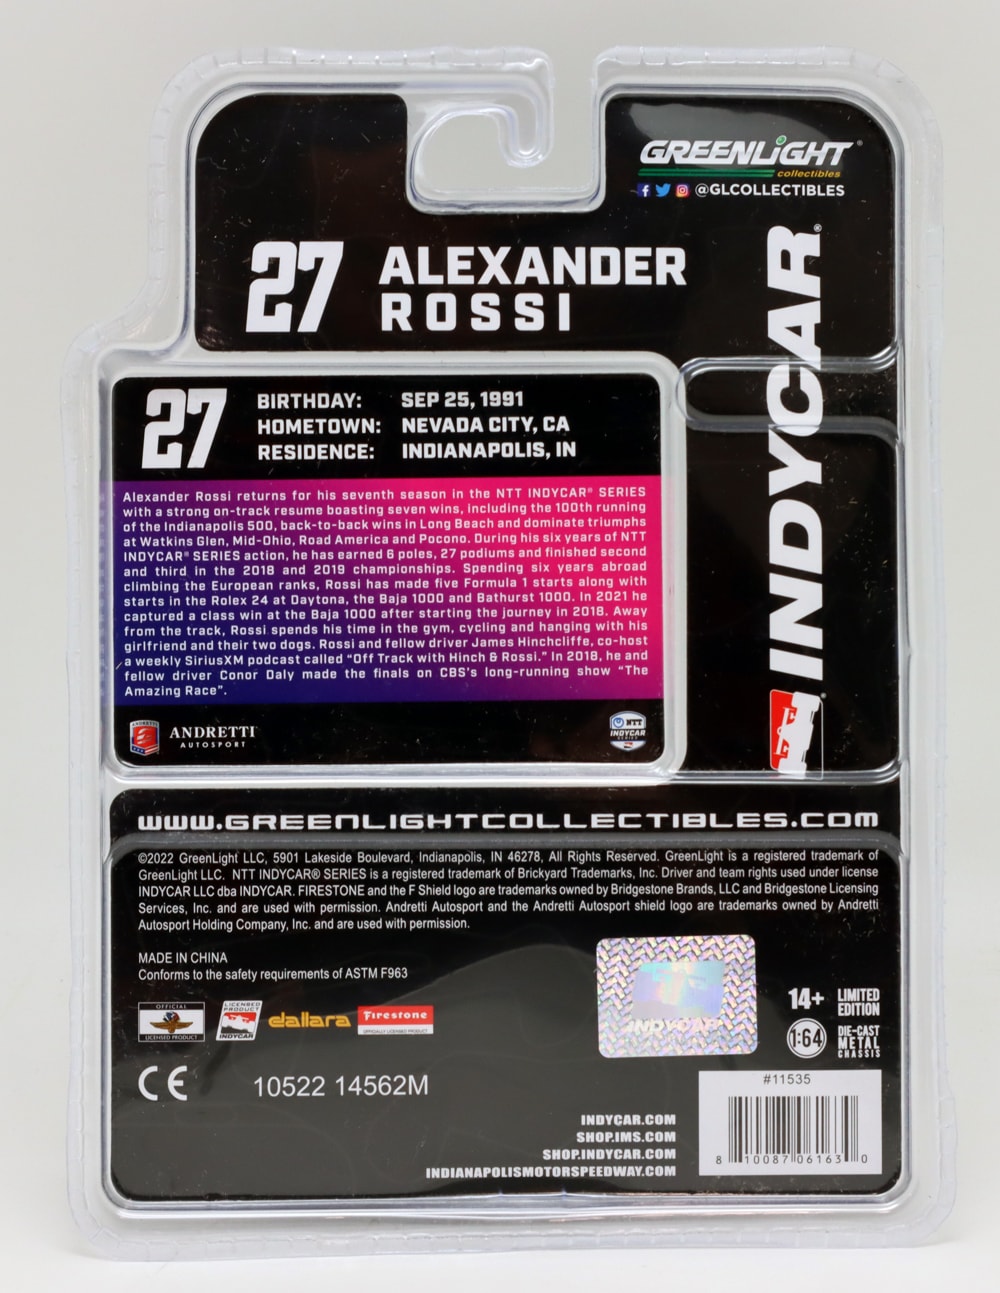 GREENLiGHT®
collectibles
@GLCOLLECTIBLES
27 ALEXANDER
ROSSI
INDYCAR®
27
BIRTHDAY: SEP 25, 1991
HOMETOWN: NEVADA CITY, CA
RESIDENCE: INDIANAPOLIS, IN
Alexander Rossi returns for his seventh season in the NTT INDYCAR® SERIES
with a strong on-track resume boasting seven wins, including the 100th running
of the Indianapolis 500, back-to-back wins in Long Beach and dominate triumphs
at Watkins Glen, Mid-Ohio, Road America and Pocono. During his six years of NTT
INDYCAR® SERIES action, he has earned 6 poles, 27 podiums and finished second
and third in the 2018 and 2019 championships. Spending six years abroad
climbing the European ranks, Rossi has made five Formula 1 starts along with
starts in the Rolex 24 at Daytona, the Baja 1000 and Bathurst 1000. In 2021 he
captured a class win at the Baja 1000 after starting the journey in 2018. Away
from the track, Rossi spends his time in the gym, cycling and hanging with his
girlfriend and their two dogs. Rossi and fellow driver James Hinchcliffe, co-host
a weekly SiriusXM podcast called "Off Track with Hinch & Rossi." In 2018, he and
fellow driver Conor Daly made the finals on CBS's long-running show "The
Amazing Race".
ANDRETTI
AUTOSPORT
NTT
INDYCAR
SERIES
WWW.GREENLIGHTCOLLECTIBLES.COM
©2022 GreenLight LLC, 5901 Lakeside Boulevard, Indianapolis, IN 46278, All Rights Reserved. GreenLight is a registered trademark of
GreenLight LLC. NTT INDYCAR® SERIES is a registered trademark of Brickyard Trademarks, Inc. Driver and team rights used under license
INDYCAR LLC dba INDYCAR. FIRESTONE and the F Shield logo are trademarks owned by Bridgestone Brands, LLC and Bridgestone Licensing
Services, Inc. and are used with permission. Andretti Autosport and the Andretti Autosport shield logo are trademarks owned by Andretti
Autosport Holding Company, Inc. and are used with permission.
MADE IN CHINA
Conforms to the safety requirements of ASTM F963
OFFICIAL
LICENSED PRODUCT
LICENSED
PRODUCT
INDYCAR
dallara
Firestone
OFFICIALLY LICENSED PRODUCT
INDYCAR
14+ LIMITED
EDITION
1:64 DIE-CAST
METAL
CHASSIS
CE 10522 14562M
#11535
8 10087 06163 0
INDYCAR.COM
SHOP.IMS.COM
SHOP.INDYCAR.COM
INDIANAPOLISMOTORSPEEDWAY.COM